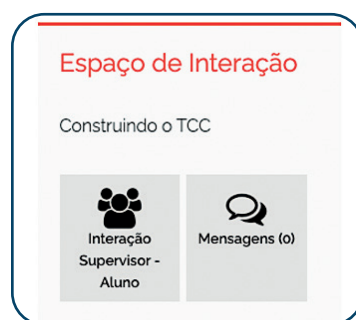 Espaço de Interação
Construindo o TCC
Interação
Supervisor -
Aluno
Mensagens (0)